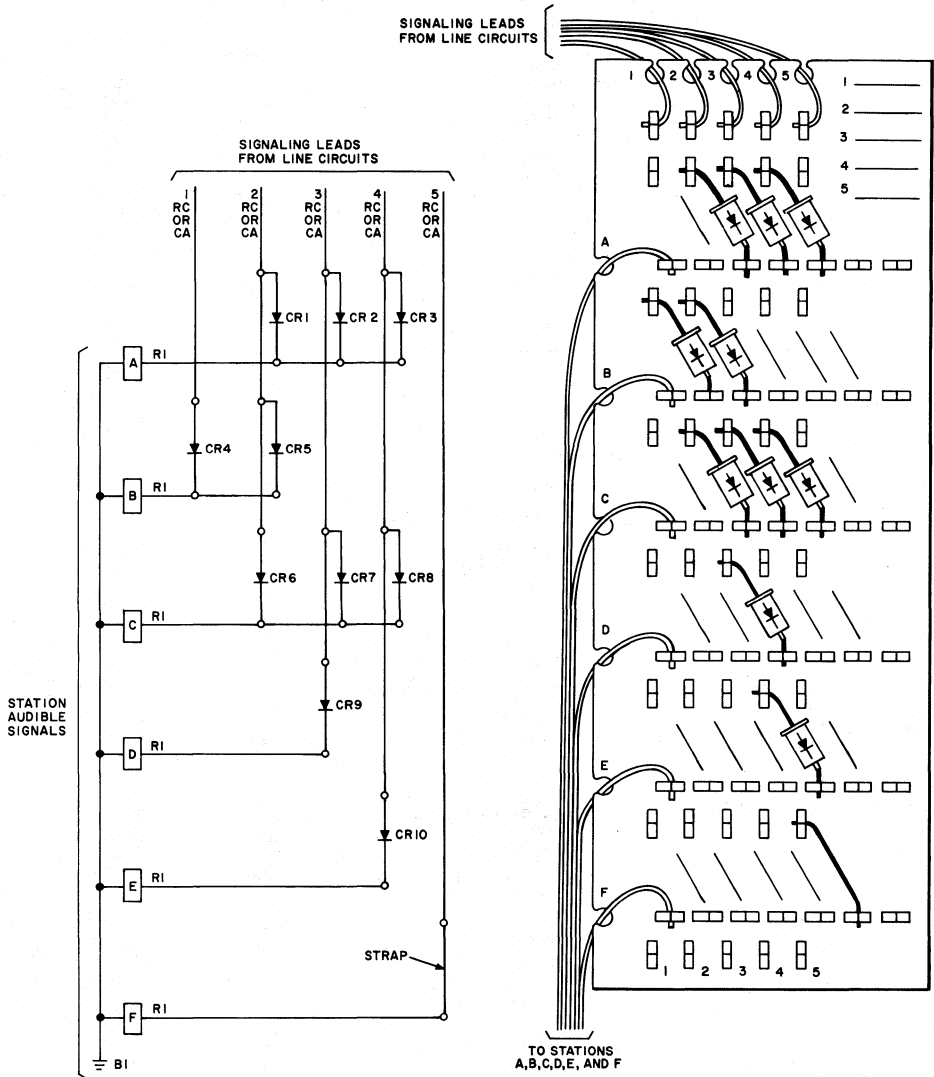 SIGNALING LEADS
FROM LINE CIRCUITS
SIGNALING LEADS
FROM LINE CIRCUITS
1 2 3 4 5
RC RC RC RC RC
OR OR OR OR OR
CA CA CA CA CA
CR1 CR2 CR3
A R1
CR4 CR5
B R1
CR6 CR7 CR8
C R1
STATION
AUDIBLE
SIGNALS
CR9
D R1
CR10
E R1
STRAP
F R1
B1
1 2 3 4 5
1
2
3
4
5
A
B
C
D
E
F
1 2 3 4 5
TO STATIONS
A,B,C,D,E, AND F